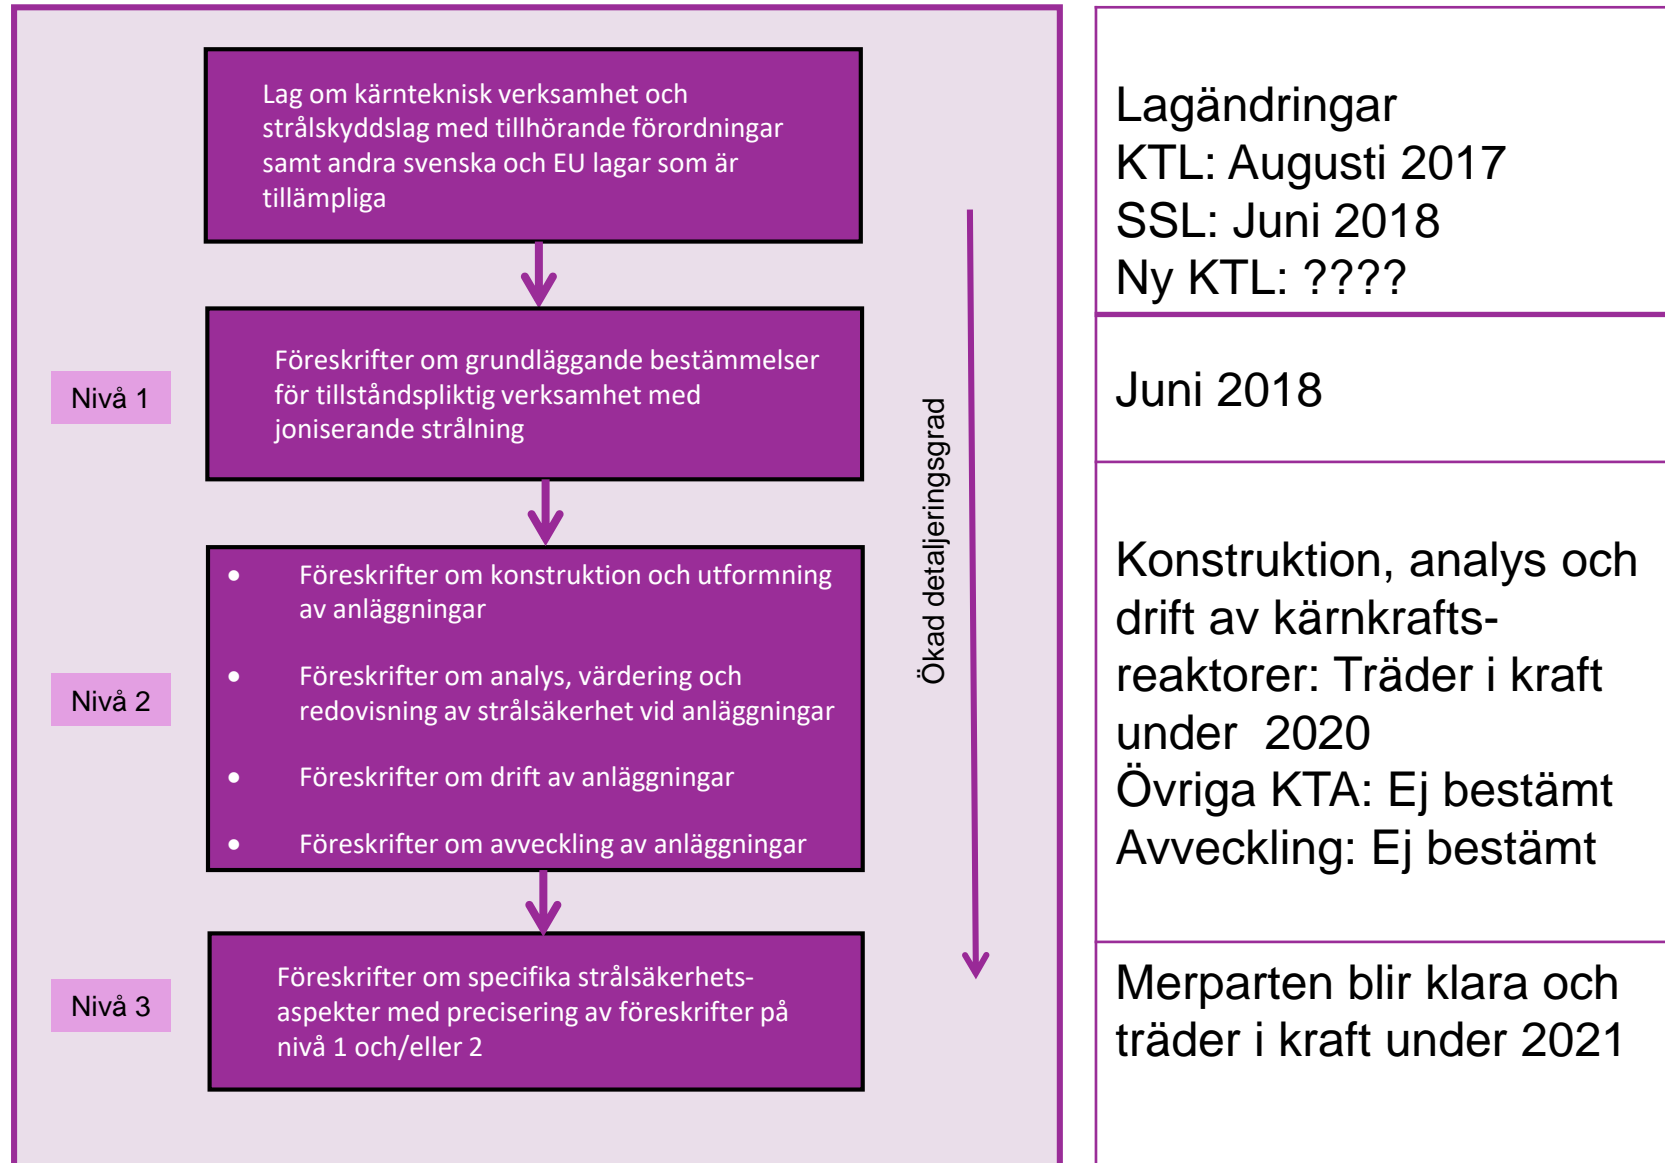 Lag om kärnteknisk verksamhet och
strålskyddslag med tillhörande förordningar
samt andra svenska och EU lagar som är
tillämpliga
Lagändringar
KTL: Augusti 2017
SSL: Juni 2018
Ny KTL: ????
Nivå 1
Föreskrifter om grundläggande bestämmelser
för tillståndspliktig verksamhet med
joniserande strålning
Juni 2018
Ökad detaljeringsgrad
Nivå 2
• Föreskrifter om konstruktion och utformning
av anläggningar
• Föreskrifter om analys, värdering och
redovisning av strålsäkerhet vid anläggningar
• Föreskrifter om drift av anläggningar
• Föreskrifter om avveckling av anläggningar
Konstruktion, analys och
drift av kärnkrafts-
reaktorer: Träder i kraft
under 2020
Övriga KTA: Ej bestämt
Avveckling: Ej bestämt
Nivå 3
Föreskrifter om specifika strålsäkerhets-
aspekter med precisering av föreskrifter på
nivå 1 och/eller 2
Merparten blir klara och
träder i kraft under 2021